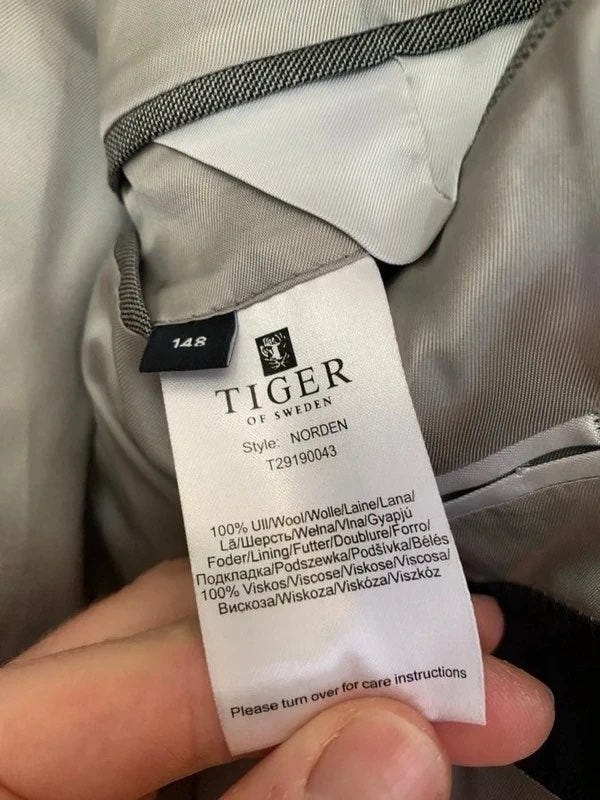 148
TIGER
OF SWEDEN
Style: NORDEN
T29190043
100% Ull/Wool/Wolle/Laine/Lana/
Lã/Шерсть/Wełna/Vlna/Gyapjú
Foder/Lining/Futter/Doublure/Forro/
Подкладка/Podszewka/Podšívka/Bélés
100% Viskos/Viscose/Viskose/Viscosa/
Вискоза/Wiskoza/Viskóza/Viszkóz
Please turn over for care instructions